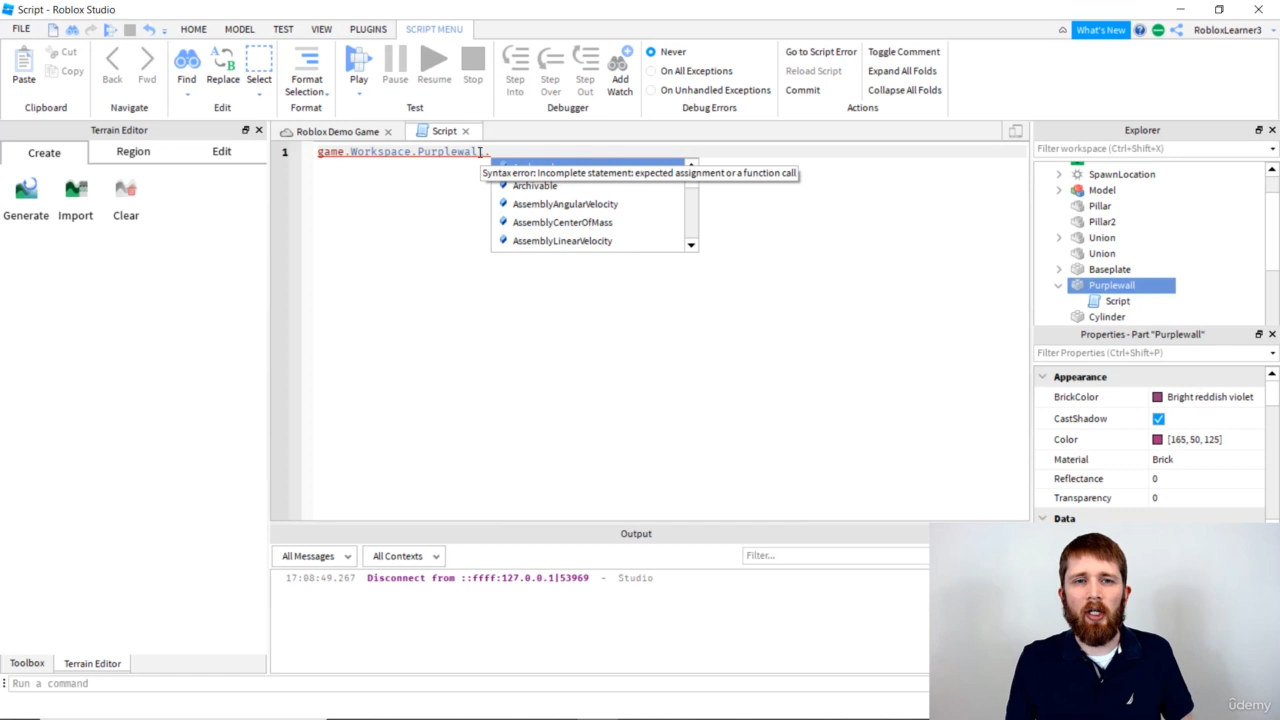 Script - Roblox Studio
FILE HOME MODEL TEST VIEW PLUGINS SCRIPT MENU What's New RobloxLearner3
Paste Cut Copy Back Fwd Find Replace Select Format Selection Play Pause Resume Stop Step Into Step Over Step Out Add Watch Never On All Exceptions On Unhandled Exceptions Go to Script Error Reload Script Commit Toggle Comment Expand All Folds Collapse All Folds
Clipboard Navigate Edit Format Test Debugger Debug Errors Actions
Terrain Editor
Create Region Edit
Generate Import Clear
Roblox Demo Game Script
1 game.Workspace.Purplewall.
Syntax error: Incomplete statement: expected assignment or a function call
Archivable
AssemblyAngularVelocity
AssemblyCenterOfMass
AssemblyLinearVelocity
Explorer
Filter workspace (Ctrl+Shift+X)
SpawnLocation
Model
Pillar
Pillar2
Union
Union
Baseplate
Purplewall
Script
Cylinder
Properties - Part "Purplewall"
Filter Properties (Ctrl+Shift+P)
Appearance
BrickColor Bright reddish violet
CastShadow
Color [165, 50, 125]
Material Brick
Reflectance 0
Transparency 0
Data
Output
All Messages All Contexts Filter...
17:08:49.267 Disconnect from ::ffff:127.0.0.1|53969 - Studio
Toolbox Terrain Editor
Run a command
ûdemy